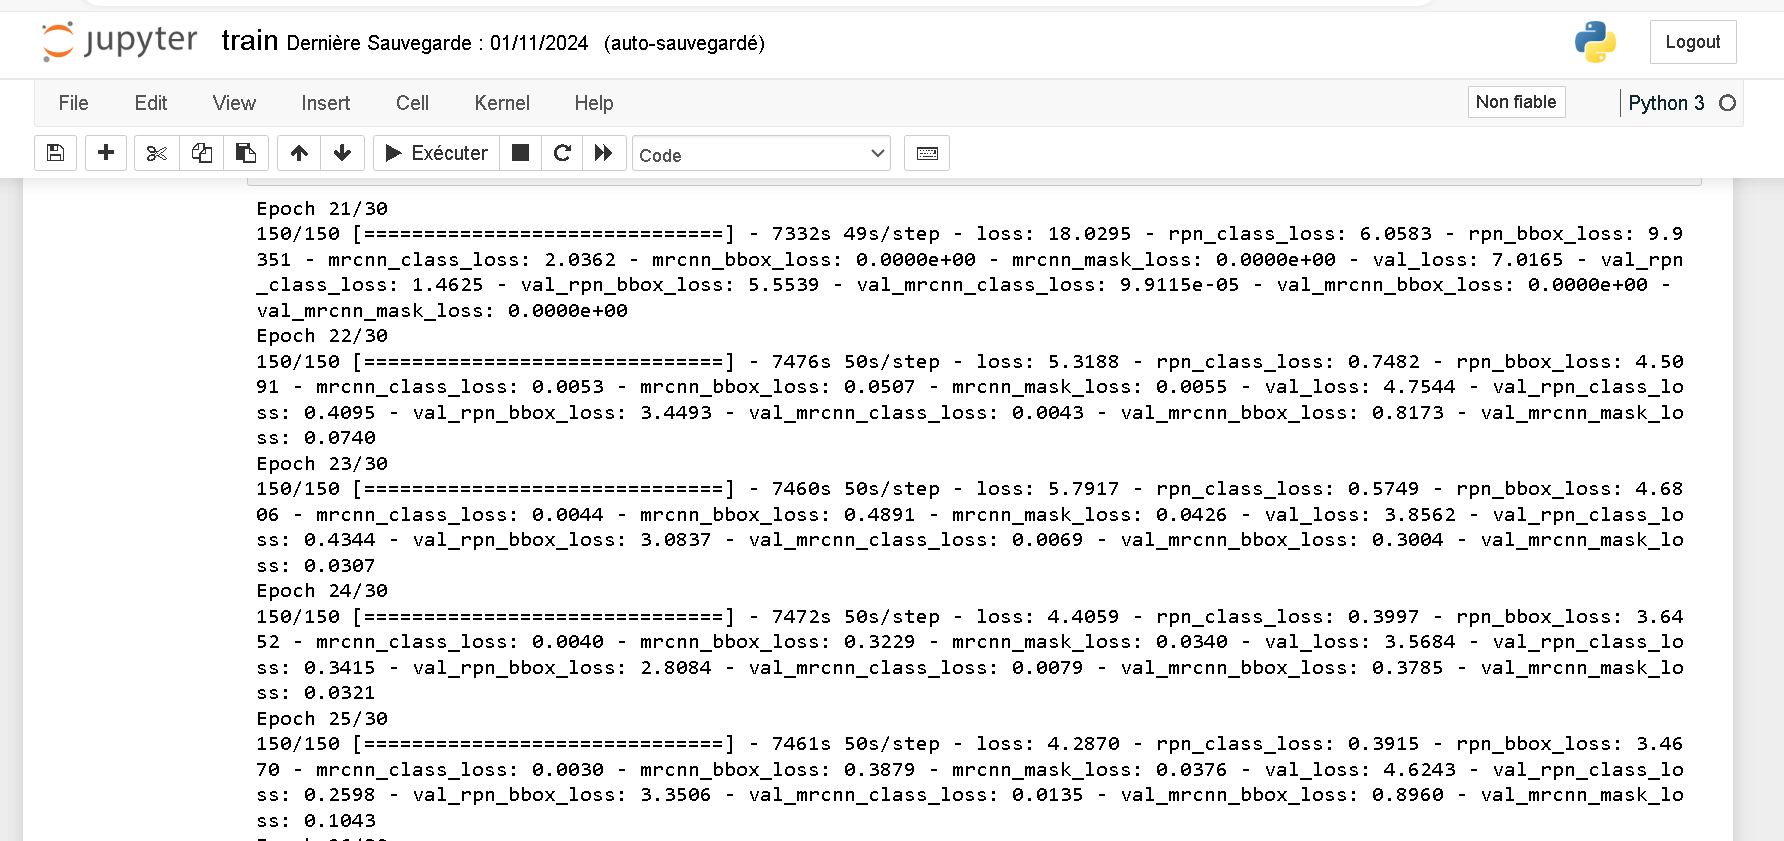 jupyter train Dernière Sauvegarde : 01/11/2024 (auto-sauvegardé) Logout
File Edit View Insert Cell Kernel Help Non fiable Python 3
Exécuter Code
Epoch 21/30
150/150 [==============================] - 7332s 49s/step - loss: 18.0295 - rpn_class_loss: 6.0583 - rpn_bbox_loss: 9.9
351 - mrcnn_class_loss: 2.0362 - mrcnn_bbox_loss: 0.0000e+00 - mrcnn_mask_loss: 0.0000e+00 - val_loss: 7.0165 - val_rpn
_class_loss: 1.4625 - val_rpn_bbox_loss: 5.5539 - val_mrcnn_class_loss: 9.9115e-05 - val_mrcnn_bbox_loss: 0.0000e+00 -
val_mrcnn_mask_loss: 0.0000e+00
Epoch 22/30
150/150 [==============================] - 7476s 50s/step - loss: 5.3188 - rpn_class_loss: 0.7482 - rpn_bbox_loss: 4.50
91 - mrcnn_class_loss: 0.0053 - mrcnn_bbox_loss: 0.0507 - mrcnn_mask_loss: 0.0055 - val_loss: 4.7544 - val_rpn_class_lo
ss: 0.4095 - val_rpn_bbox_loss: 3.4493 - val_mrcnn_class_loss: 0.0043 - val_mrcnn_bbox_loss: 0.8173 - val_mrcnn_mask_lo
ss: 0.0740
Epoch 23/30
150/150 [==============================] - 7460s 50s/step - loss: 5.7917 - rpn_class_loss: 0.5749 - rpn_bbox_loss: 4.68
06 - mrcnn_class_loss: 0.0044 - mrcnn_bbox_loss: 0.4891 - mrcnn_mask_loss: 0.0426 - val_loss: 3.8562 - val_rpn_class_lo
ss: 0.4344 - val_rpn_bbox_loss: 3.0837 - val_mrcnn_class_loss: 0.0069 - val_mrcnn_bbox_loss: 0.3004 - val_mrcnn_mask_lo
ss: 0.0307
Epoch 24/30
150/150 [==============================] - 7472s 50s/step - loss: 4.4059 - rpn_class_loss: 0.3997 - rpn_bbox_loss: 3.64
52 - mrcnn_class_loss: 0.0040 - mrcnn_bbox_loss: 0.3229 - mrcnn_mask_loss: 0.0340 - val_loss: 3.5684 - val_rpn_class_lo
ss: 0.3415 - val_rpn_bbox_loss: 2.8084 - val_mrcnn_class_loss: 0.0079 - val_mrcnn_bbox_loss: 0.3785 - val_mrcnn_mask_lo
ss: 0.0321
Epoch 25/30
150/150 [==============================] - 7461s 50s/step - loss: 4.2870 - rpn_class_loss: 0.3915 - rpn_bbox_loss: 3.46
70 - mrcnn_class_loss: 0.0030 - mrcnn_bbox_loss: 0.3879 - mrcnn_mask_loss: 0.0376 - val_loss: 4.6243 - val_rpn_class_lo
ss: 0.2598 - val_rpn_bbox_loss: 3.3506 - val_mrcnn_class_loss: 0.0135 - val_mrcnn_bbox_loss: 0.8960 - val_mrcnn_mask_lo
ss: 0.1043